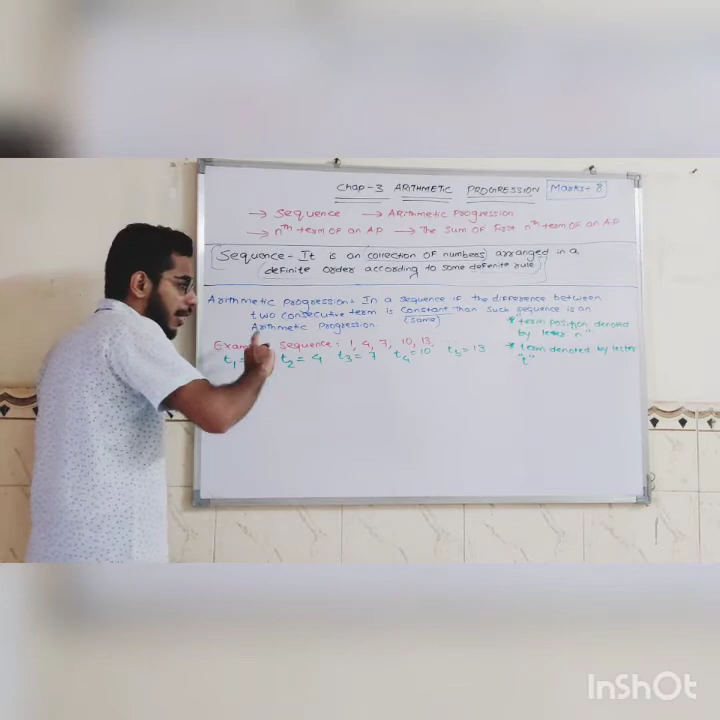 Chap-3 ARITHMETIC PROGRESSION Marks- 8
→ Sequence → ARithmetic Progression
→ nth term of an AP → The Sum of First nth term of an A.P
Sequence - It is an collection of numbers arranged in a
definite order according to some definite rule
Arithmetic progression: In a sequence if the difference between
two consecutive term is Constant Than such sequence is an
(same)
Arithmetic Progression
* term position denoted
by letter "n"
Sequence: 1, 4, 7, 10, 13,
t1= t2 = 4 t3 = 7 t4 = 10 t5 = 13
* term denoted by letter
"t"
InShOt